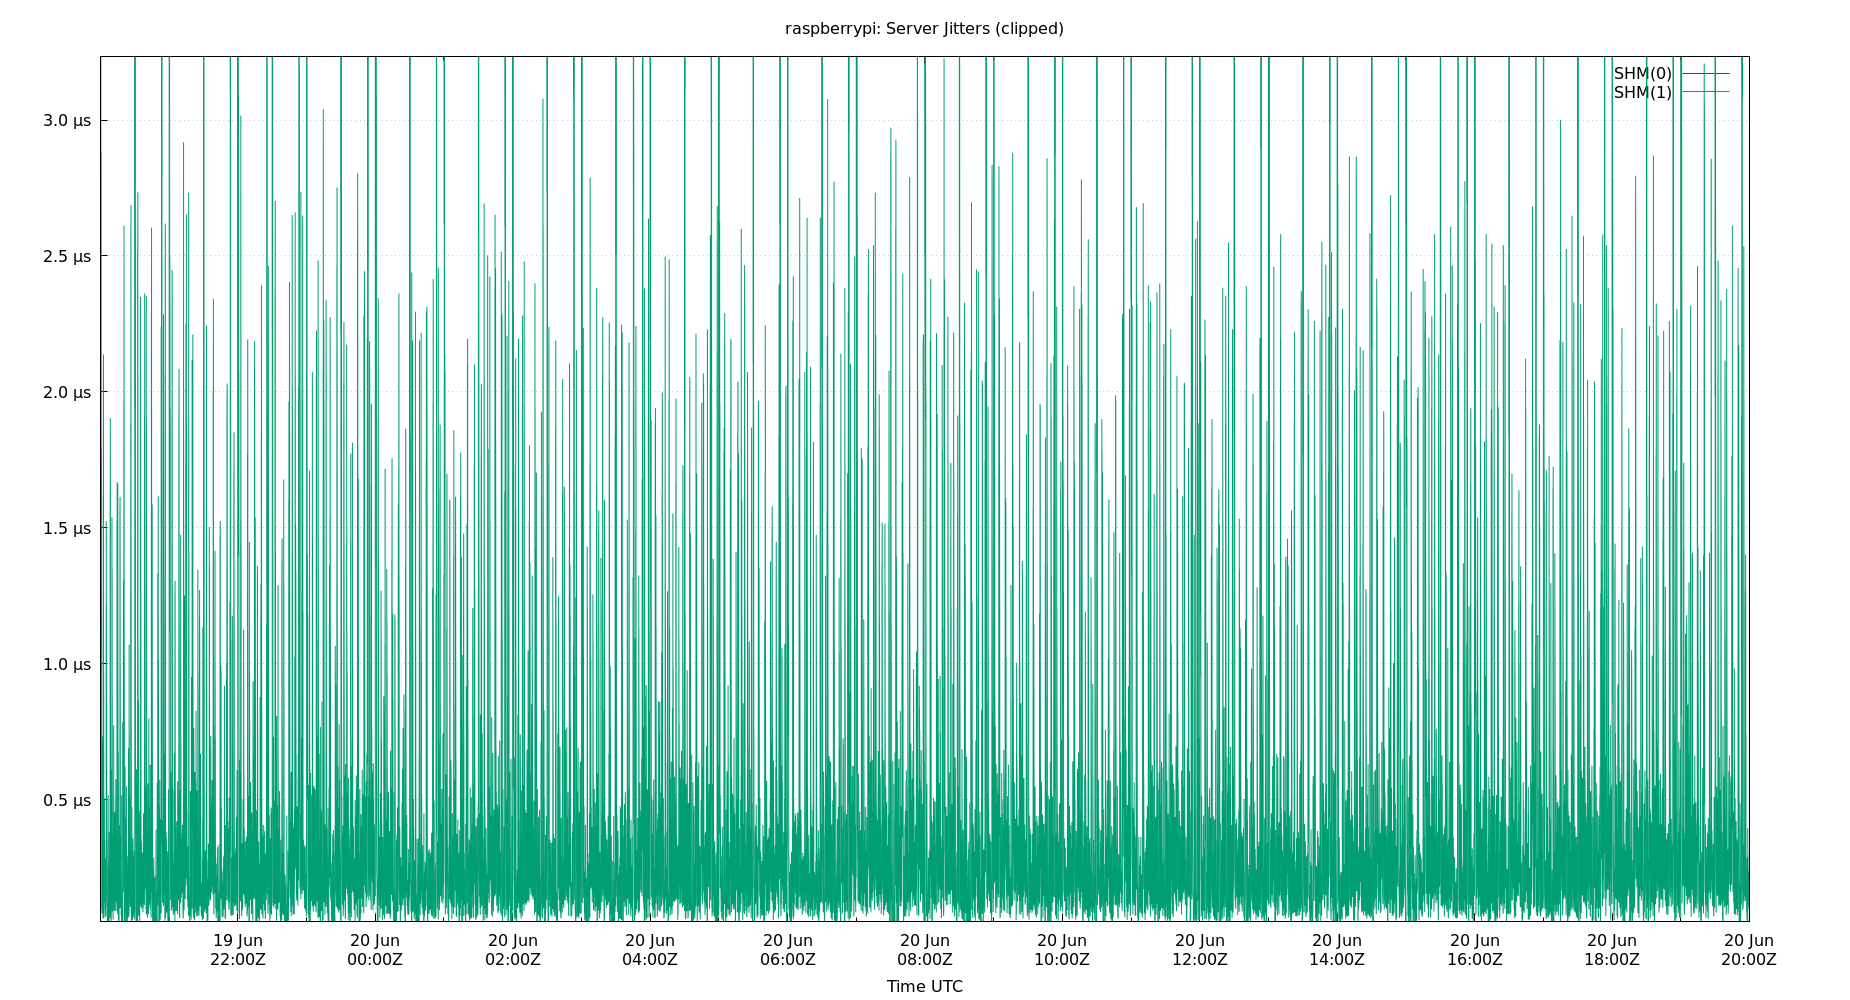 raspberrypi: Server Jitters (clipped)
SHM(0)
SHM(1)
3.0 µs
2.5 µs
2.0 µs
1.5 µs
1.0 µs
0.5 µs
19 Jun 20 Jun 20 Jun 20 Jun 20 Jun 20 Jun 20 Jun 20 Jun 20 Jun 20 Jun 20 Jun 20 Jun
22:00Z 00:00Z 02:00Z 04:00Z 06:00Z 08:00Z 10:00Z 12:00Z 14:00Z 16:00Z 18:00Z 20:00Z
Time UTC